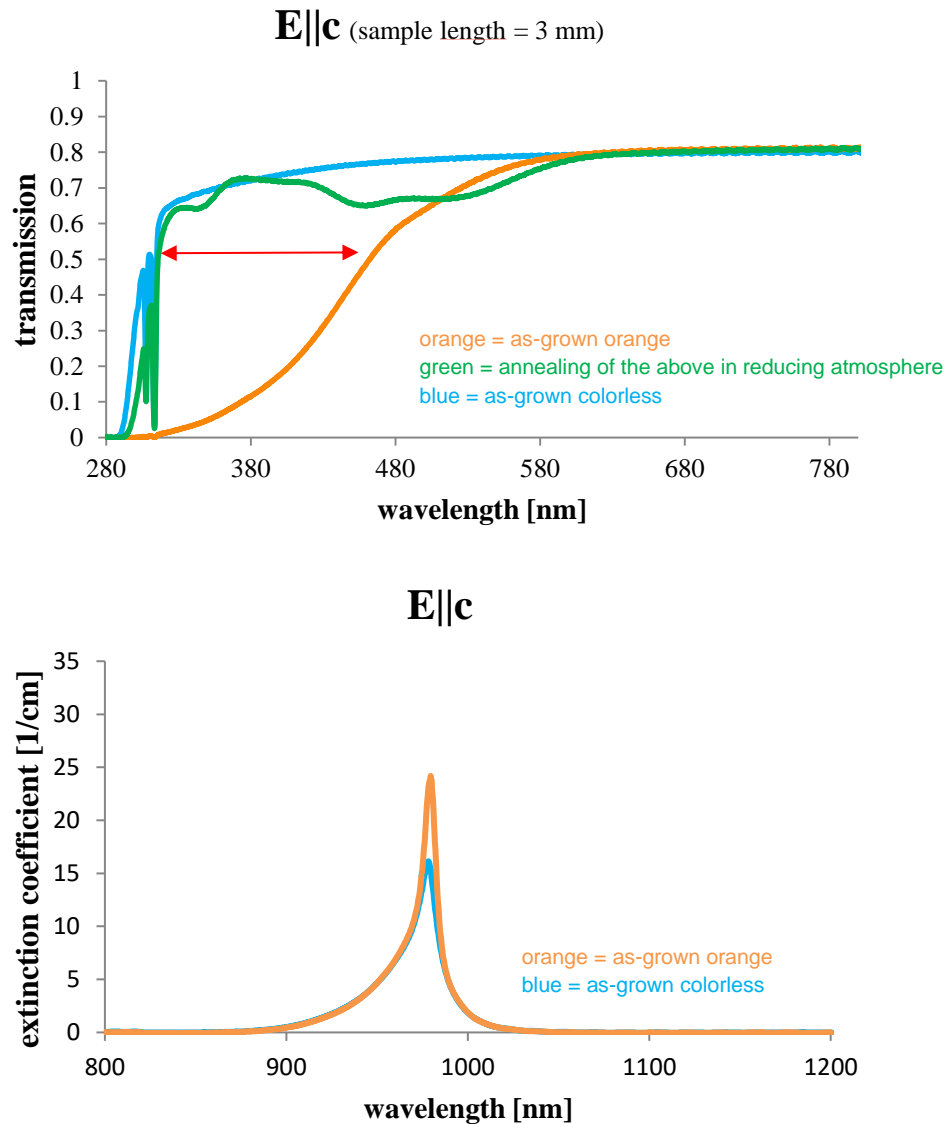 E||c (sample length = 3 mm)
1
0.9
0.8
0.7
0.6
0.5
0.4
0.3
0.2
0.1
0
transmission
orange = as-grown orange
green = annealing of the above in reducing atmosphere
blue = as-grown colorless
280 380 480 580 680 780
wavelength [nm]
E||c
35
30
25
20
15
10
5
0
extinction coefficient [1/cm]
orange = as-grown orange
blue = as-grown colorless
800 900 1000 1100 1200
wavelength [nm]